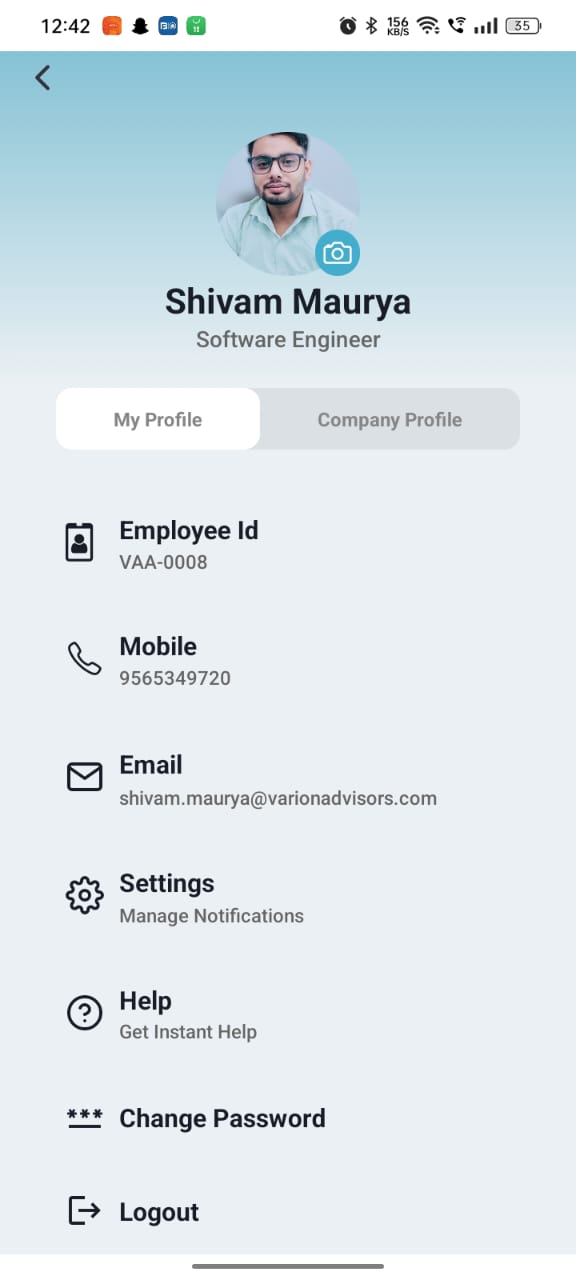 12:42
156
KB/S
35
Shivam Maurya
Software Engineer
My Profile
Company Profile
Employee Id
VAA-0008
Mobile
9565349720
Email
shivam.maurya@varionadvisors.com
Settings
Manage Notifications
Help
Get Instant Help
*** Change Password
Logout